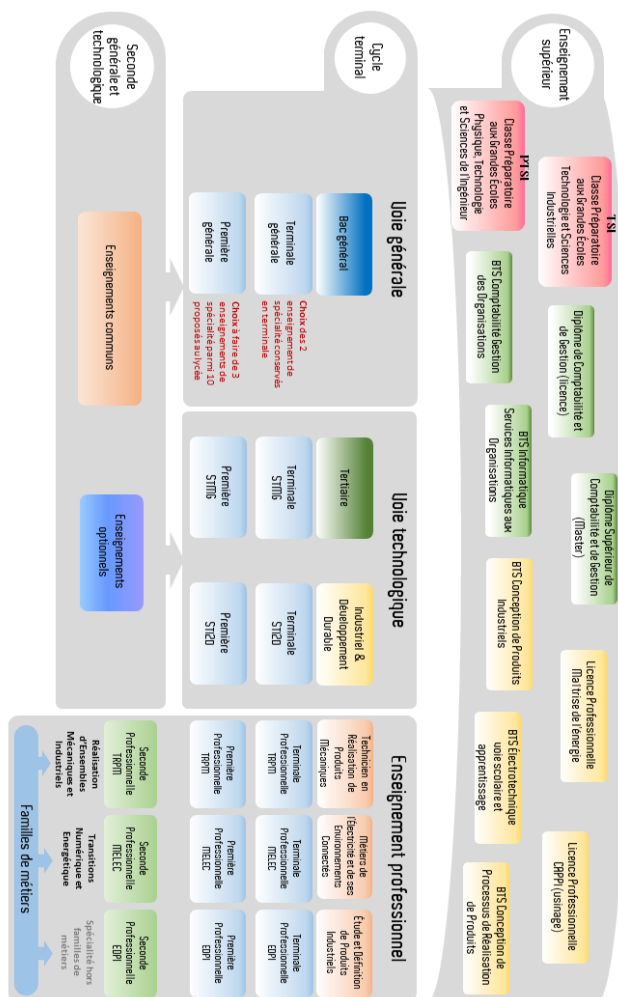 Enseignement
supérieur
TSI
Classe Préparatoire
aux Grandes Écoles
Technologie et Sciences
Industrielles
Diplôme de Comptabilité et
de Gestion (licence)
Diplôme Supérieur de
Comptabilité et de Gestion
(Master)
Licence Professionnelle
Maîtrise de l'énergie
Licence Professionnelle
CAPPI (usinage)
PTSI
Classe Préparatoire
aux Grandes Écoles
Physique, Technologie
et Sciences de l'Ingénieur
BTS Comptabilité Gestion
des Organisations
BTS Informatique
Services Informatiques aux
Organisations
BTS Conception de Produits
Industriels
BTS Électrotechnique
voie scolaire et
apprentissage
BTS Conception de
Processus de Réalisation
de Produits
Cycle
terminal
Voie générale
Bac général
Terminale
générale
Choix des 2
enseignement de
spécialité conservés
en terminale
Première
générale
Choix à faire de 3
enseignements de
spécialité parmi 10
proposés au lycée
Voie technologique
Tertiaire
Industriel &
Développement
Durable
Terminale
STMG
Terminale
STI2D
Première
STMG
Première
STI2D
Enseignement professionnel
Technicien en
Réalisation de
Produits
Mécaniques
Métiers de
l'Électricité et de ses
Environnements
Connectés
Étude et Définition
de Produits
Industriels
Terminale
Professionnelle
TRPM
Terminale
Professionnelle
MELEC
Terminale
Professionnelle
EDPI
Première
Professionnelle
TRPM
Première
Professionnelle
MELEC
Première
Professionnelle
EDPI
Seconde
générale et
technologique
Enseignements communs
Enseignements
optionnels
Seconde
Professionnelle
TRPM
Seconde
Professionnelle
MELEC
Seconde
Professionnelle
EDPI
Réalisation
d'Ensembles
Mécaniques et
Industriels
Transitions
Numérique et
Energétique
Spécialité hors
familles de
métiers
Familles de métiers